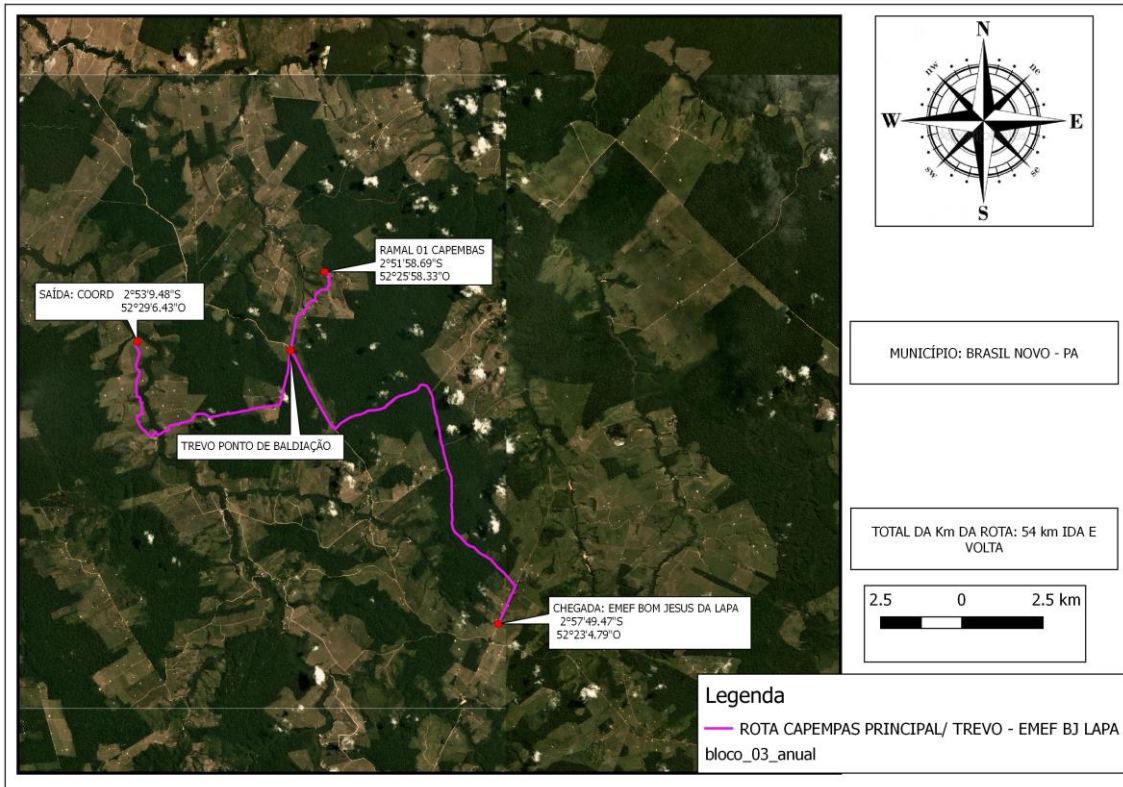 RAMAL 01 CAPEMBAS
2°51'58.69"S
52°25'58.33"O
SAÍDA: COORD 2°53'9.48"S
52°29'6.43"O
TREVO PONTO DE BALDIAÇÃO
CHEGADA: EMEF BOM JESUS DA LAPA
2°57'49.47"S
52°23'4.79"O
N
nw
ne
W
E
sw
se
S
MUNICÍPIO: BRASIL NOVO - PA
TOTAL DA Km DA ROTA: 54 km IDA E
VOLTA
2.5 0 2.5 km
Legenda
ROTA CAPEMPAS PRINCIPAL/ TREVO - EMEF BJ LAPA
bloco_03_anual